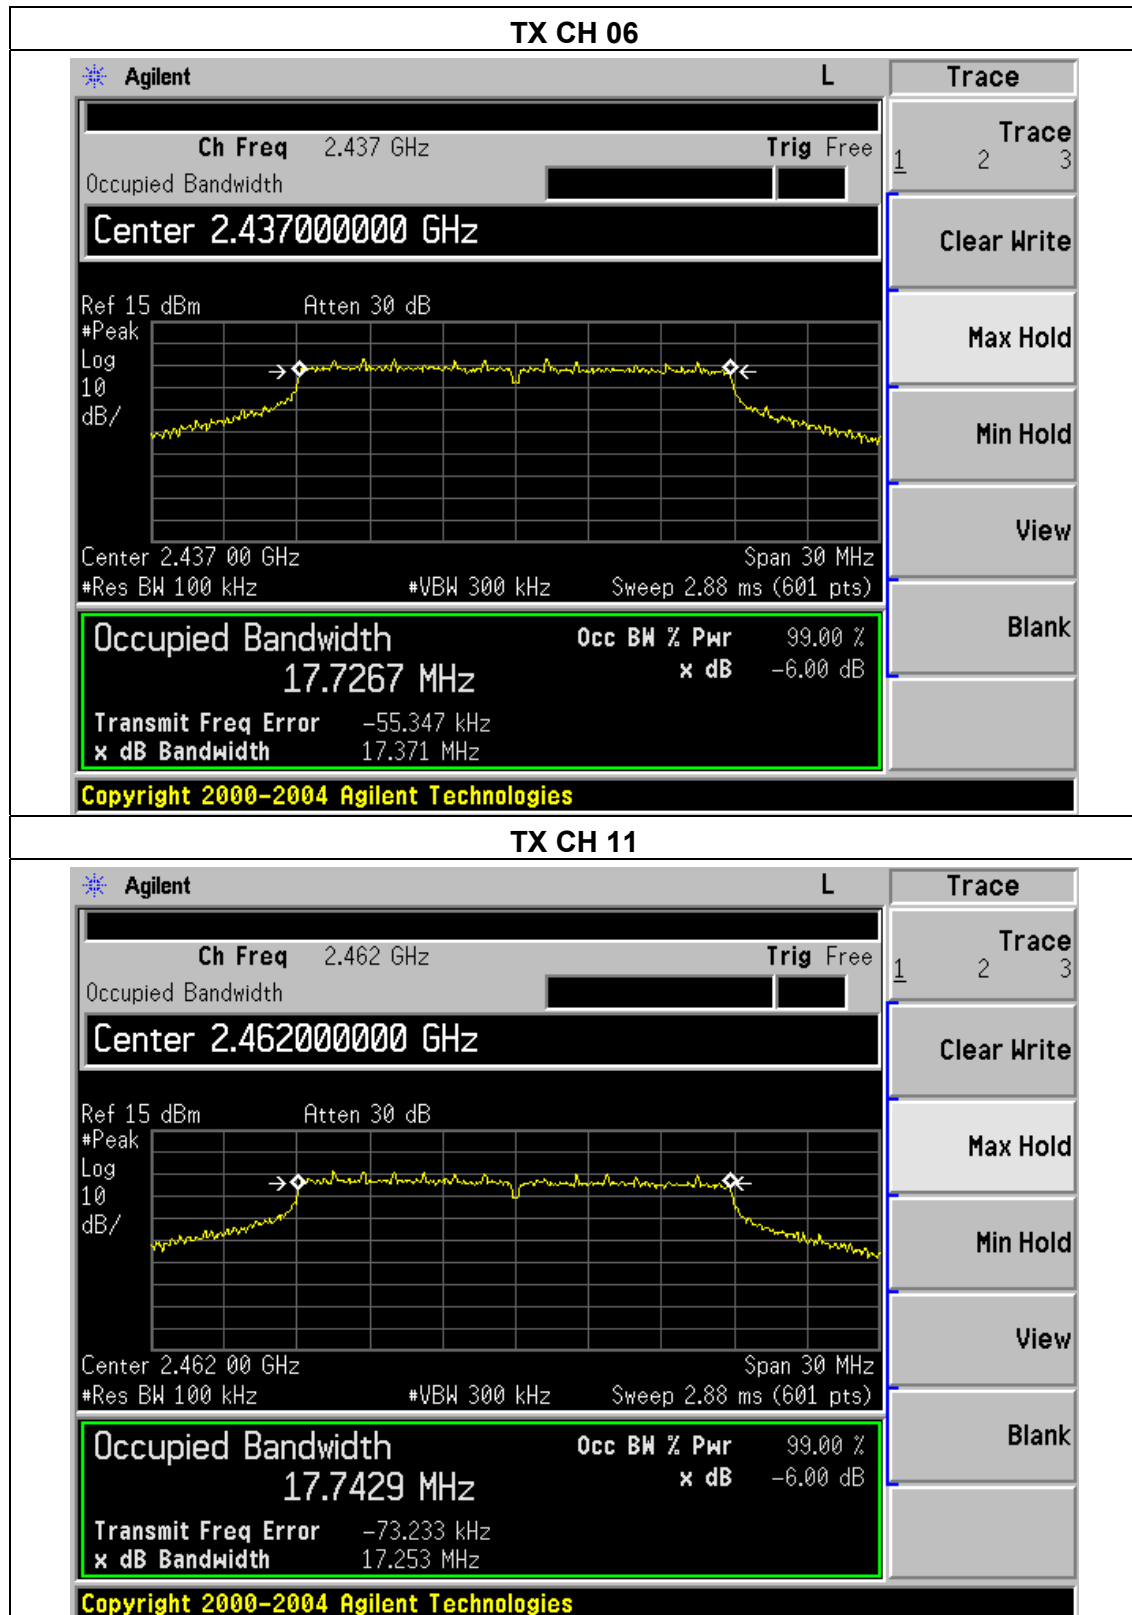 TX CH 06
Agilent L Trace
Ch Freq 2.437 GHz Trig Free
Trace
1 2 3
Occupied Bandwidth
Center 2.437000000 GHz
Clear Write
Ref 15 dBm Atten 30 dB
#Peak
Log
10
dB/
Max Hold
Min Hold
View
Center 2.437 00 GHz Span 30 MHz
#Res BW 100 kHz #VBW 300 kHz Sweep 2.88 ms (601 pts)
Blank
Occupied Bandwidth Occ BW % Pwr 99.00 %
17.7267 MHz x dB -6.00 dB
Transmit Freq Error -55.347 kHz
x dB Bandwidth 17.371 MHz
Copyright 2000-2004 Agilent Technologies
TX CH 11
Agilent L Trace
Ch Freq 2.462 GHz Trig Free
Trace
1 2 3
Occupied Bandwidth
Center 2.462000000 GHz
Clear Write
Ref 15 dBm Atten 30 dB
#Peak
Log
10
dB/
Max Hold
Min Hold
View
Center 2.462 00 GHz Span 30 MHz
#Res BW 100 kHz #VBW 300 kHz Sweep 2.88 ms (601 pts)
Blank
Occupied Bandwidth Occ BW % Pwr 99.00 %
17.7429 MHz x dB -6.00 dB
Transmit Freq Error -73.233 kHz
x dB Bandwidth 17.253 MHz
Copyright 2000-2004 Agilent Technologies